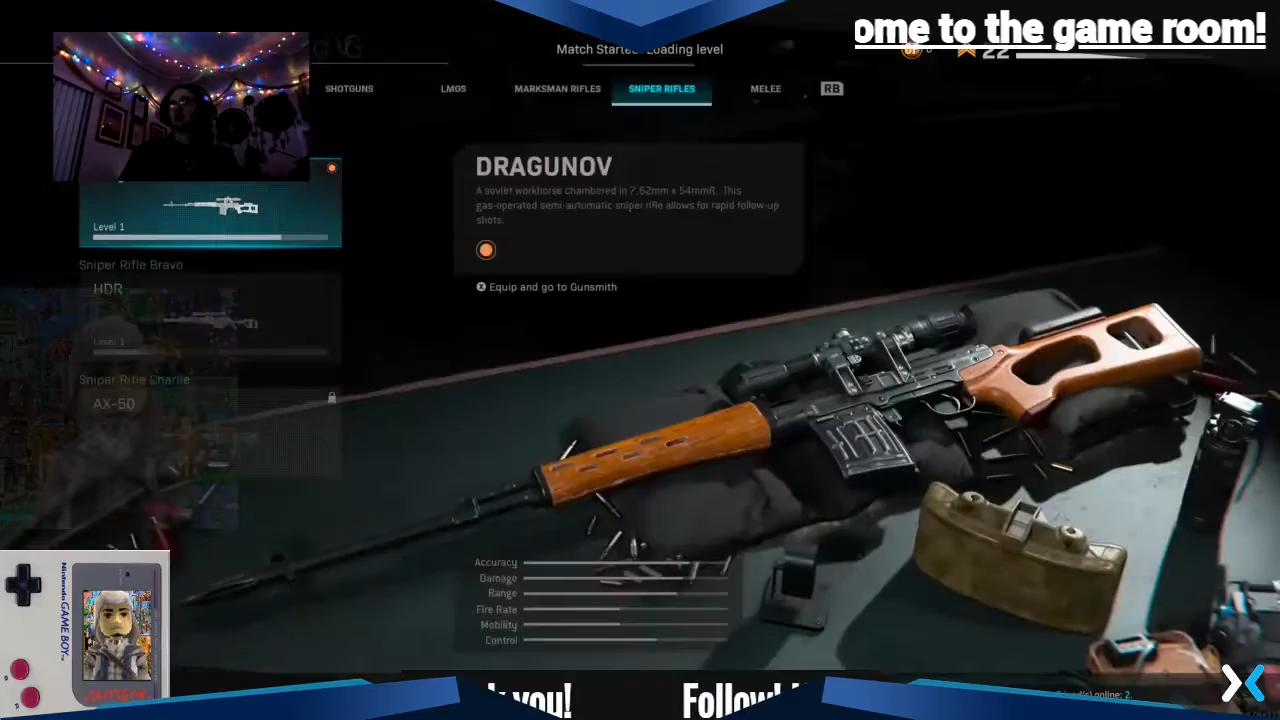 ome to the game room!
Match Started Loading level
22
SHOTGUNS LMGS MARKSMAN RIFLES SNIPER RIFLES MELEE RB
DRAGUNOV
A soviet workhorse chambered in 7.62mm x 54mmR. This
gas-operated semi-automatic sniper rifle allows for rapid follow-up
shots.
Level 1
Equip and go to Gunsmith
Sniper Rifle Bravo
HDR
Level 1
Sniper Rifle Charlie
AX-50
Accuracy
Damage
Range
Fire Rate
Mobility
Control
Nintendo GAME BOY
you!
Follow!
online: 2